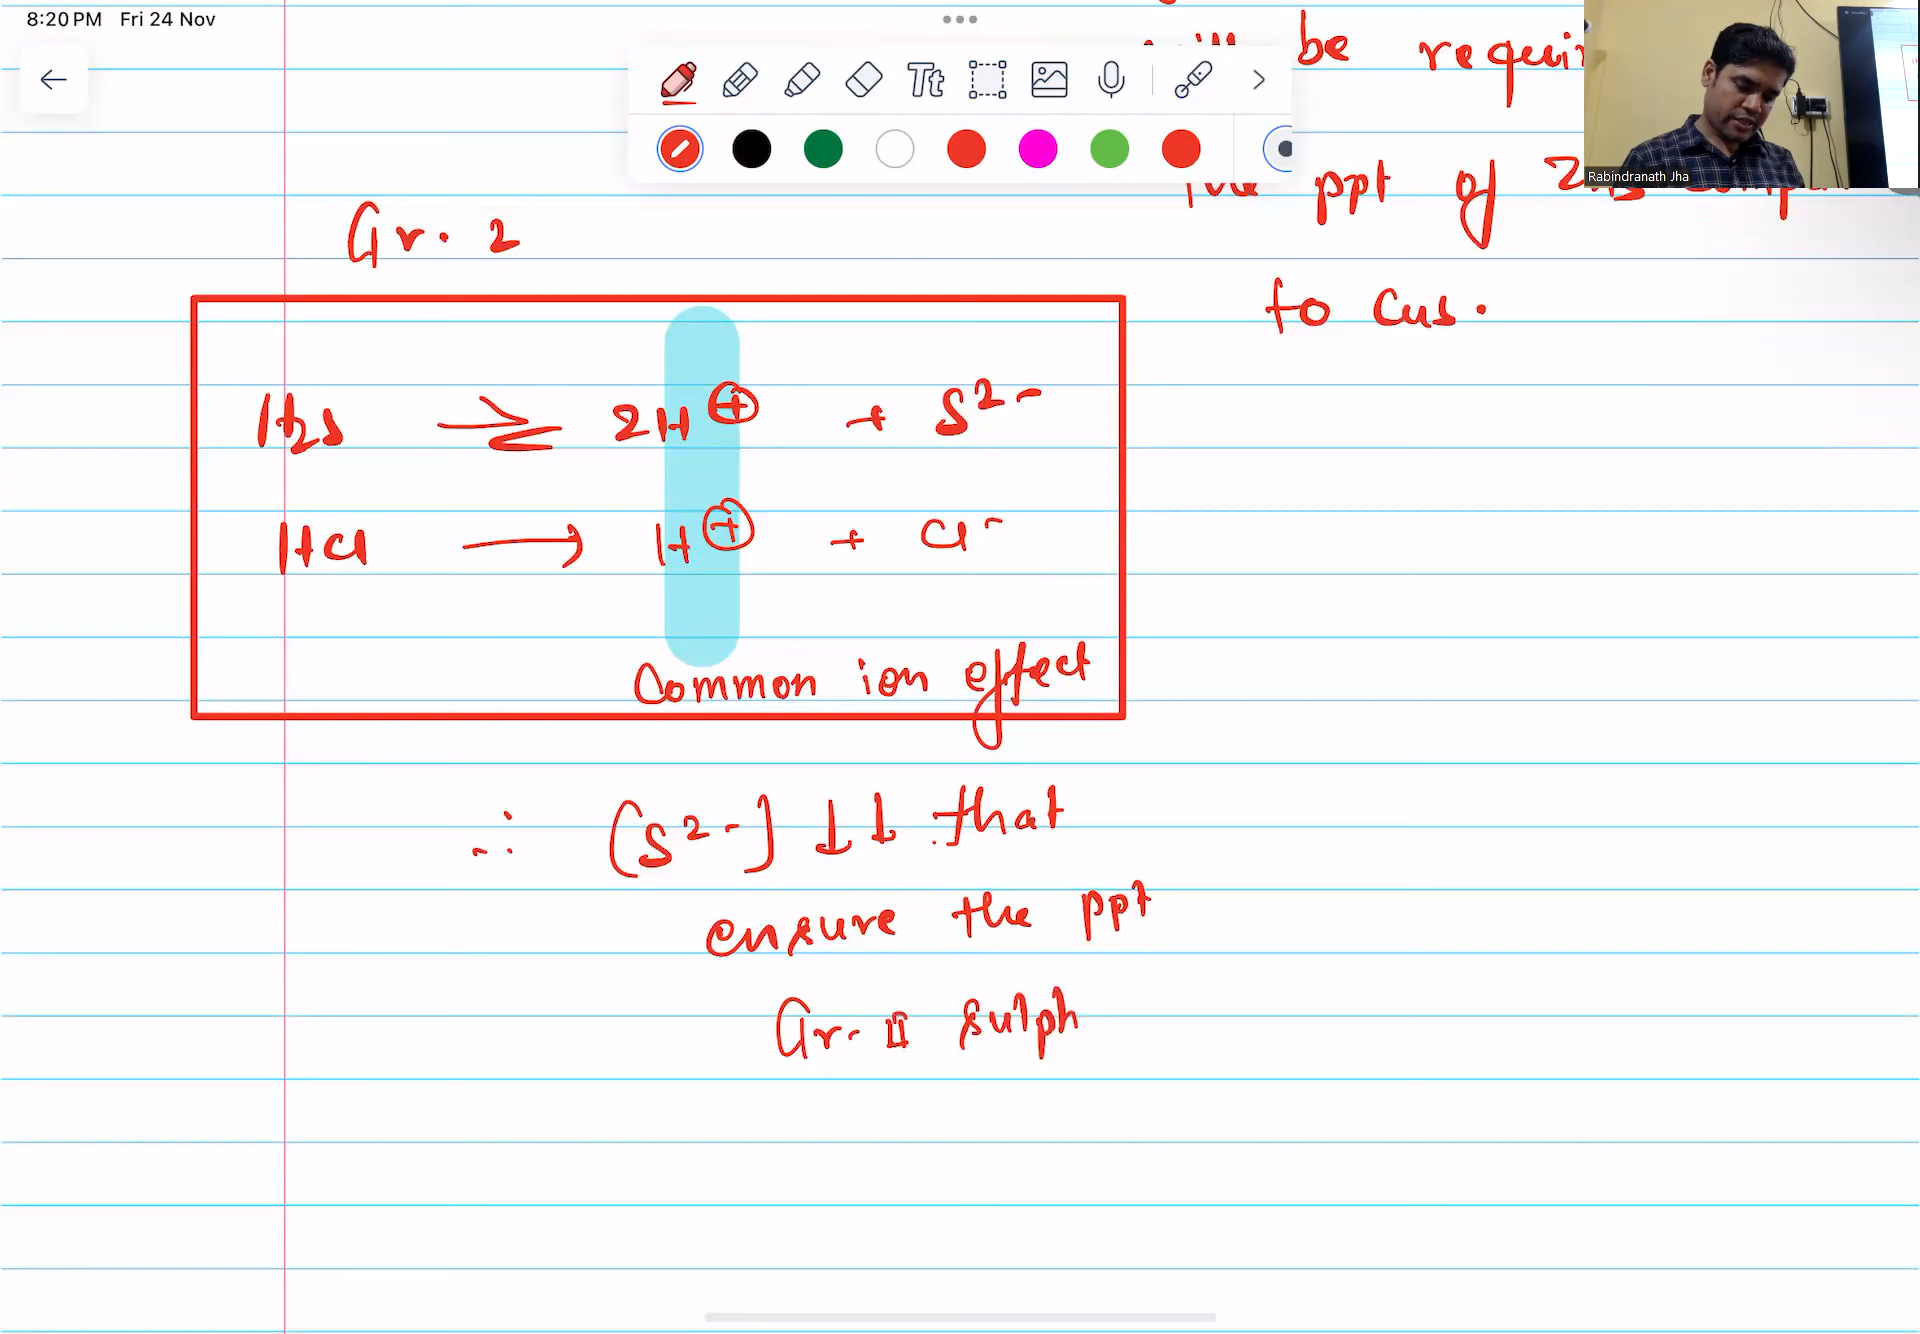 8:20 PM Fri 24 Nov
Tt
be
Rabindranath Jha
ppt of
to Cus.
Gr. 2
H2S ⇌ 2H⊕ + S2-
HCl → H⊕ + Cl-
Common ion effect
∴ [S2-] ↓↓ that
ensure the ppt
Gr. II sulph